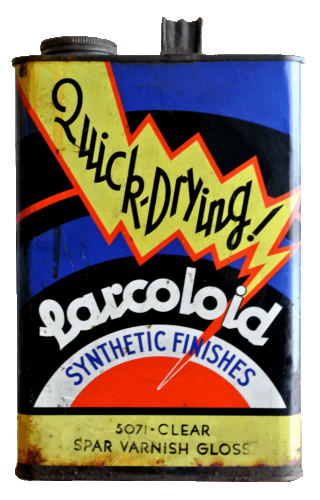 Quick-Drying!
Larcoloid
SYNTHETIC FINISHES
5071-CLEAR
SPAR VARNiSH GLOSS